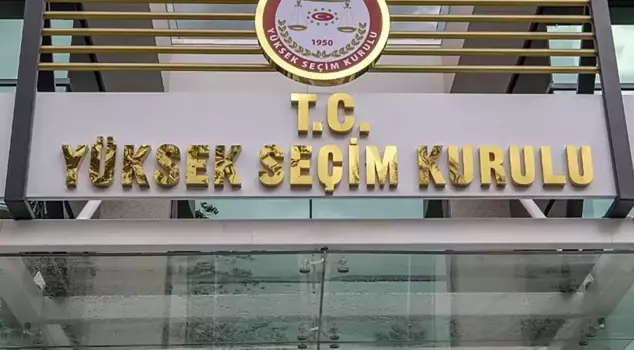 1950
YÜKSEK SEÇİM KURULU
T.C.
YÜKSEK SEÇİM KURULU